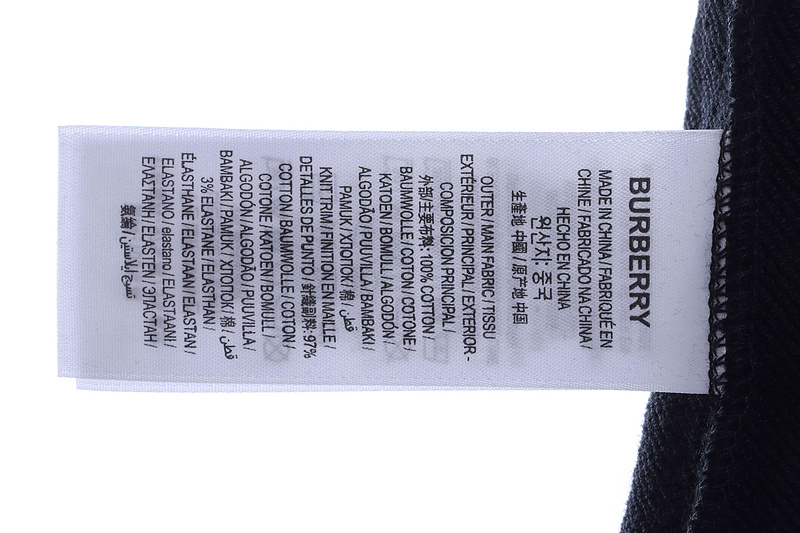 BURBERRY
MADE IN CHINA / FABRIQUÉ EN
CHINE / FABRICADO NA CHINA /
HECHO EN CHINA
원산지: 중국
生產地 中國 / 原产地 中国
OUTER / MAIN FABRIC / TISSU
EXTÉRIEUR / PRINCIPAL / EXTERIOR -
COMPOSICIÓN PRINCIPAL /
外部/主要布料: 100% COTTON /
BAUMWOLLE / COTON / COTONE /
KATOEN / BOMULL / ALGODÓN /
ALGODÃO / PUUVILLA / BAMBAKI /
PAMUK / ХЛОПОК / 棉 / قطن
KNIT TRIM / FINITION EN MAILLE /
DETALLES DE PUNTO / 針織副料: 97%
COTTON / BAUMWOLLE / COTON /
COTONE / KATOEN / BOMULL /
ALGODÓN / ALGODÃO / PUUVILLA /
BAMBAKI / PAMUK / ХЛОПОК / 棉 / قطن
3% ELASTANE / ELASTHAN /
ÉLASTHANNE / ELASTAAN / ELASTAN /
ELASTANO / elastano / ELASTAANI /
ΕΛΑΣΤΑΝΗ / ELASTEN / ЭЛАСТАН /
氨綸 / نسيج إيلاستين